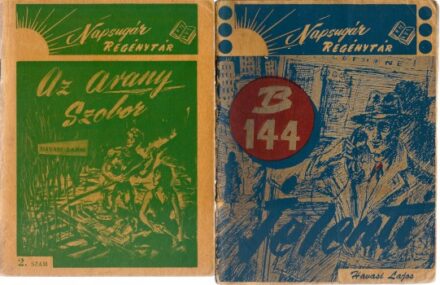 Napsugár
REGÉNYTÁR
Az arany
Szobor
HAVASI LAJOS
2. SZÁM
Napsugár
REGÉNYTÁR
B
144
Jelenti
Havasi Lajos